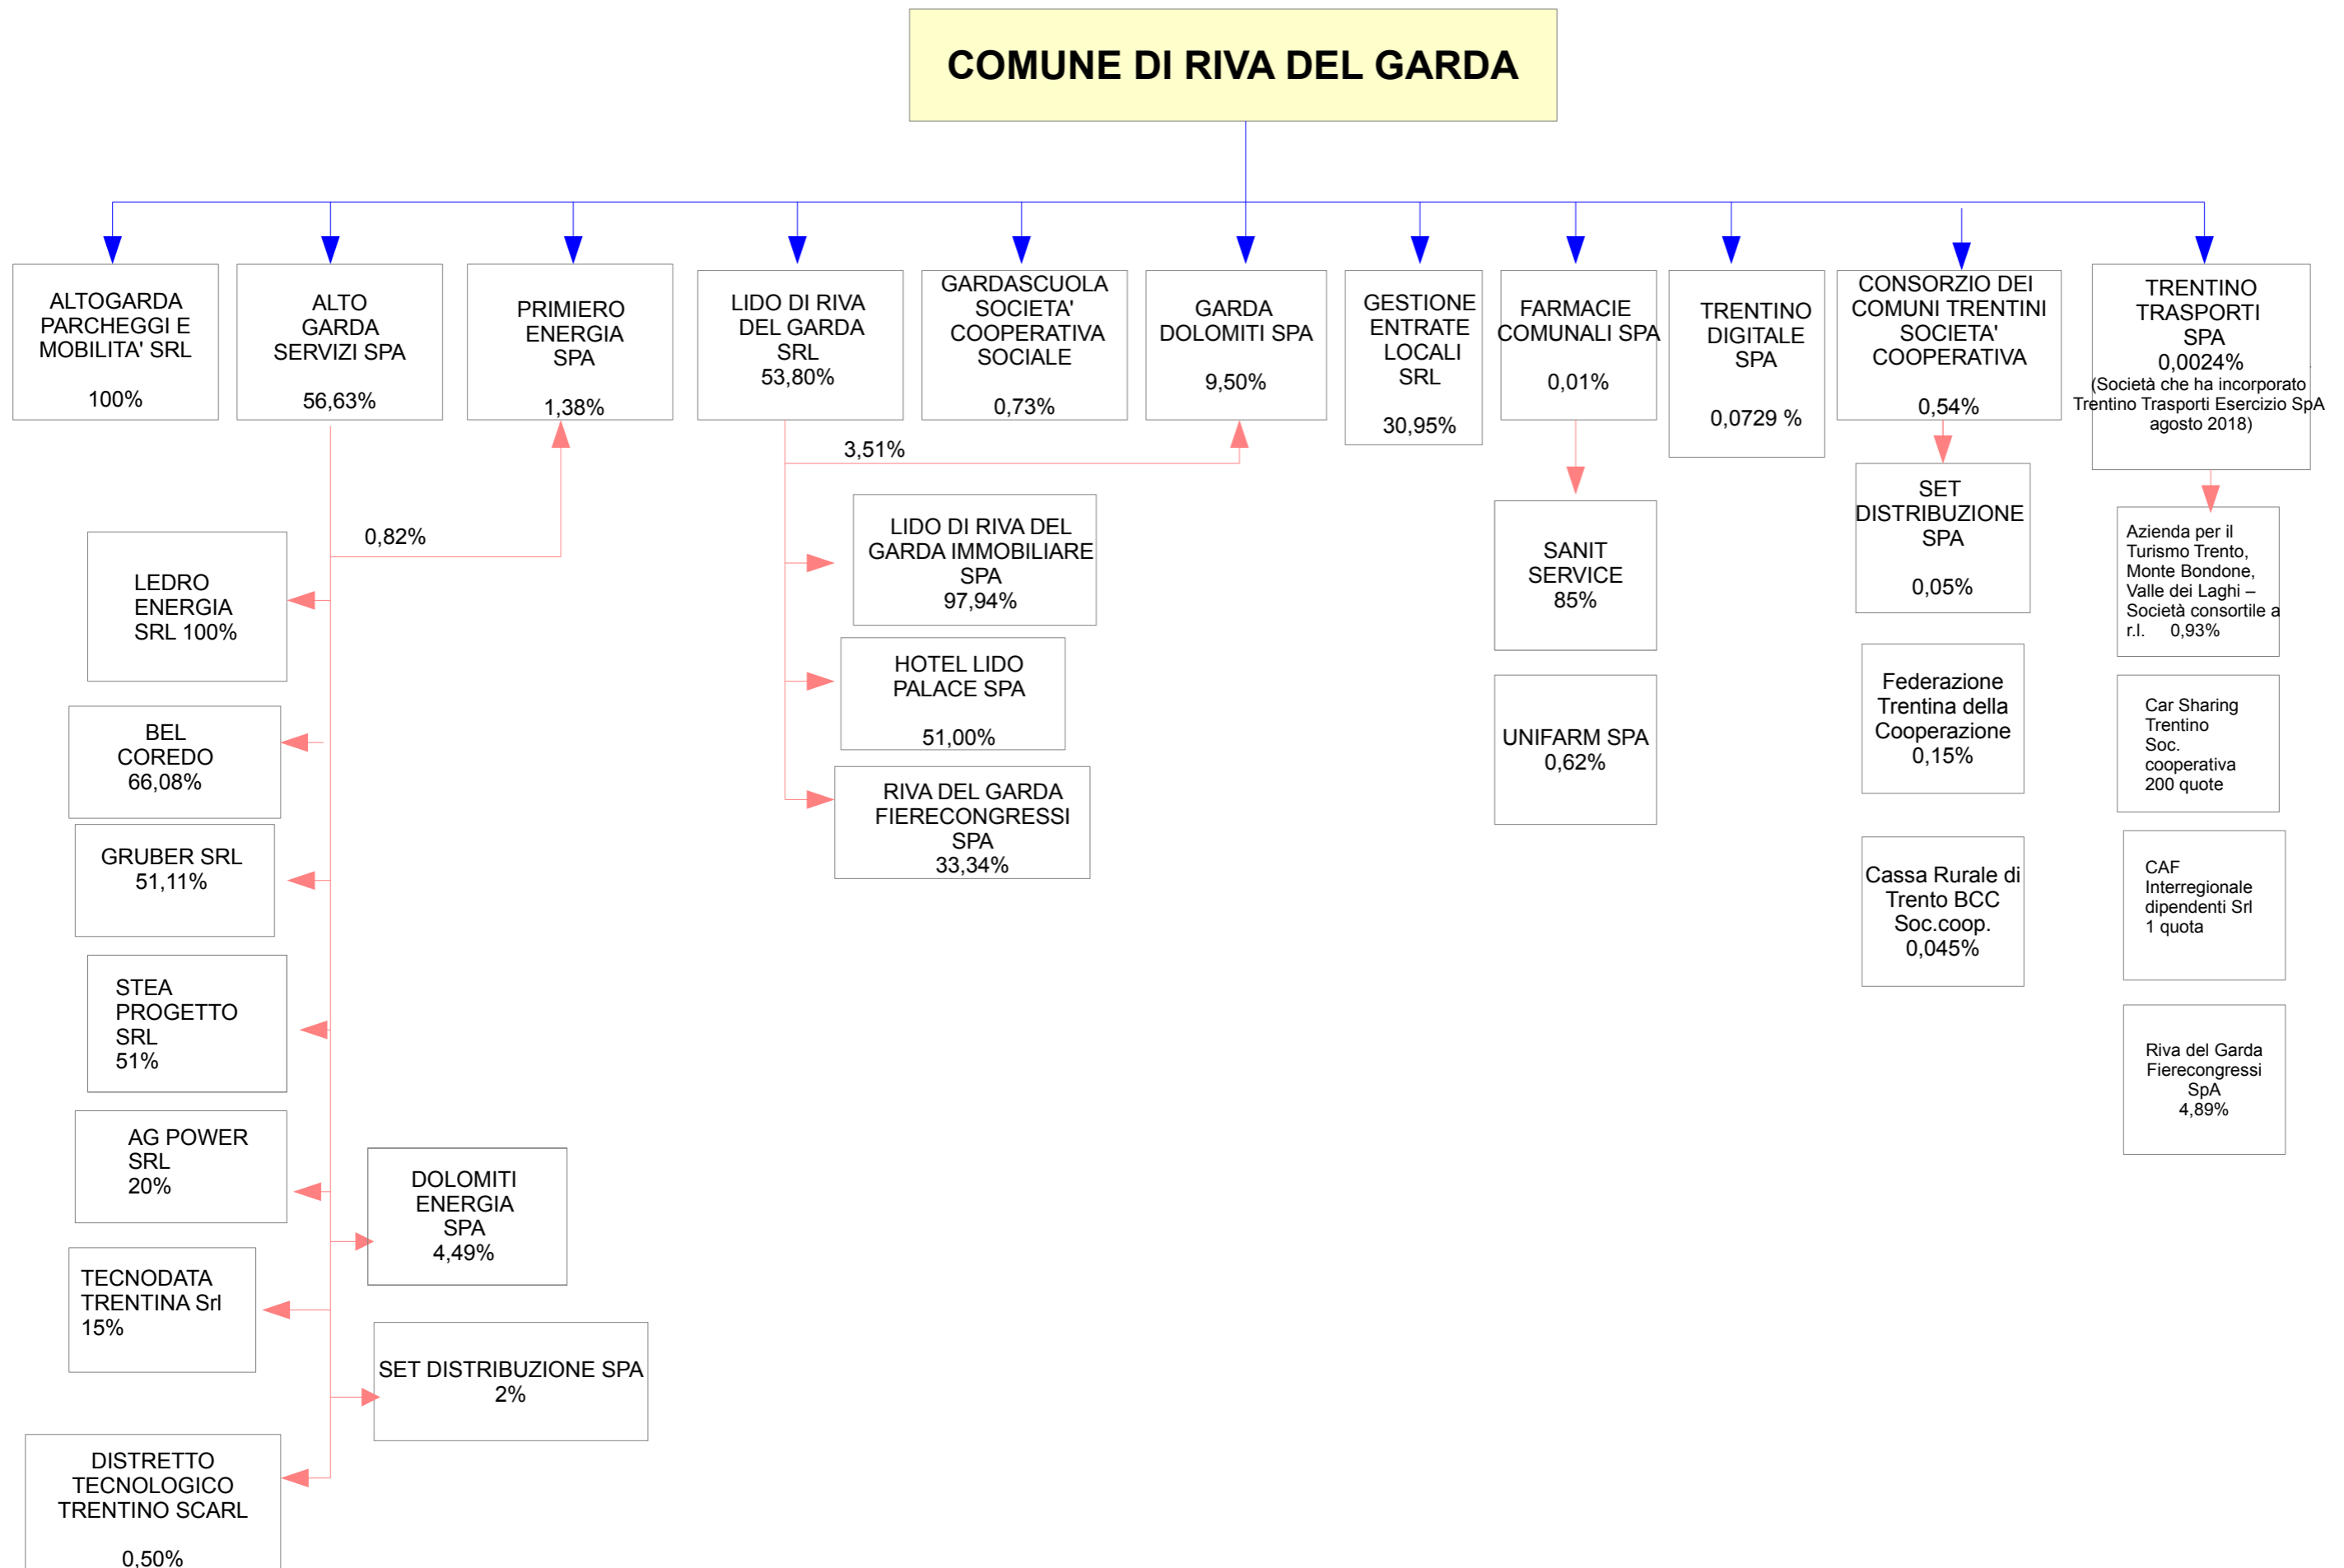 COMUNE DI RIVA DEL GARDA
ALTOGARDA
PARCHEGGI E
MOBILITA' SRL
100%
ALTO
GARDA
SERVIZI SPA
56,63%
PRIMIERO
ENERGIA
SPA
1,38%
LIDO DI RIVA
DEL GARDA
SRL
53,80%
GARDASCUOLA
SOCIETA'
COOPERATIVA
SOCIALE
0,73%
GARDA
DOLOMITI SPA
9,50%
GESTIONE
ENTRATE
LOCALI
SRL
30,95%
FARMACIE
COMUNALI SPA
0,01%
TRENTINO
DIGITALE
SPA
0,0729 %
CONSORZIO DEI
COMUNI TRENTINI
SOCIETA'
COOPERATIVA
0,54%
TRENTINO
TRASPORTI
SPA
0,0024%
(Società che ha incorporato
Trentino Trasporti Esercizio SpA
agosto 2018)
0,82%
LEDRO
ENERGIA
SRL 100%
BEL
COREDO
66,08%
GRUBER SRL
51,11%
STEA
PROGETTO
SRL
51%
AG POWER
SRL
20%
DOLOMITI
ENERGIA
SPA
4,49%
TECNODATA
TRENTINA Srl
15%
SET DISTRIBUZIONE SPA
2%
DISTRETTO
TECNOLOGICO
TRENTINO SCARL
0,50%
3,51%
LIDO DI RIVA DEL
GARDA IMMOBILIARE
SPA
97,94%
HOTEL LIDO
PALACE SPA
51,00%
RIVA DEL GARDA
FIERECONGRESSI
SPA
33,34%
SANIT
SERVICE
85%
UNIFARM SPA
0,62%
SET
DISTRIBUZIONE
SPA
0,05%
Federazione
Trentina della
Cooperazione
0,15%
Cassa Rurale di
Trento BCC
Soc.coop.
0,045%
Azienda per il
Turismo Trento,
Monte Bondone,
Valle dei Laghi –
Società consortile a
r.l. 0,93%
Car Sharing
Trentino
Soc.
cooperativa
200 quote
CAF
Interregionale
dipendenti Srl
1 quota
Riva del Garda
Fierecongressi
SpA
4,89%